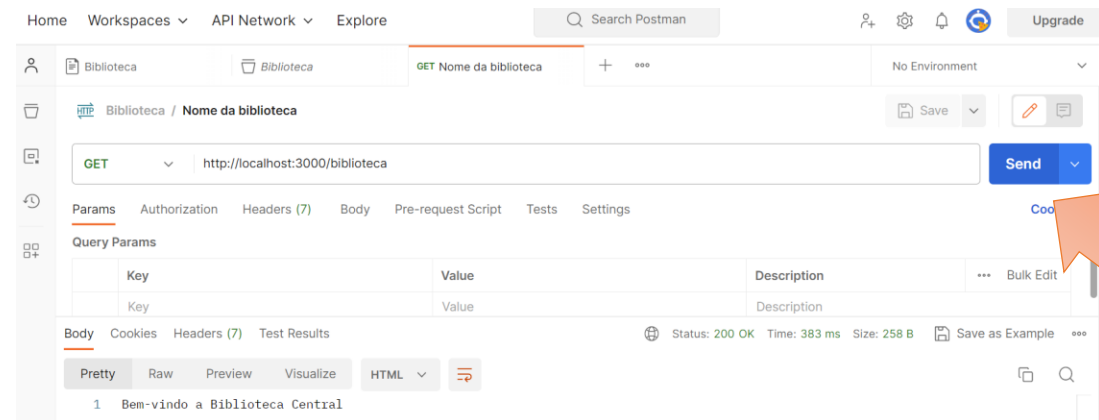 Home Workspaces API Network Explore Search Postman Upgrade
Biblioteca Biblioteca GET Nome da biblioteca No Environment
HTTP Biblioteca / Nome da biblioteca Save
GET http://localhost:3000/biblioteca Send
Params Authorization Headers (7) Body Pre-request Script Tests Settings Coo
Query Params
Key Value Description Bulk Edit
Key Value Description
Body Cookies Headers (7) Test Results Status: 200 OK Time: 383 ms Size: 258 B Save as Example
Pretty Raw Preview Visualize HTML
1 Bem-vindo a Biblioteca Central